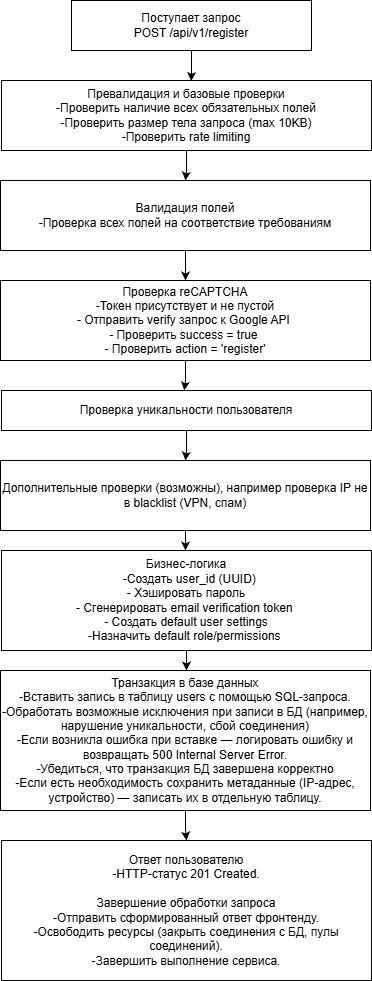 Поступает запрос
POST /api/v1/register
Превалидация и базовые проверки
-Проверить наличие всех обязательных полей
-Проверить размер тела запроса (max 10KB)
-Проверить rate limiting
Валидация полей
-Проверка всех полей на соответствие требованиям
Проверка reCAPTCHA
-Токен присутствует и не пустой
- Отправить verify запрос к Google API
- Проверить success = true
- Проверить action = 'register'
Проверка уникальности пользователя
Дополнительные проверки (возможны), например проверка IP не
в blacklist (VPN, спам)
Бизнес-логика
-Создать user_id (UUID)
- Хэшировать пароль
- Сгенерировать email verification token
- Создать default user settings
-Назначить default role/permissions
Транзакция в базе данных
-Вставить запись в таблицу users с помощью SQL-запроса.
-Обработать возможные исключения при записи в БД (например,
нарушение уникальности, сбой соединения)
-Если возникла ошибка при вставке — логировать ошибку и
возвращать 500 Internal Server Error.
-Убедиться, что транзакция БД завершена корректно
-Если есть необходимость сохранить метаданные (IP-адрес,
устройство) — записать их в отдельную таблицу.
Ответ пользователю
-HTTP-статус 201 Created.
Завершение обработки запроса
-Отправить сформированный ответ фронтенду.
-Освободить ресурсы (закрыть соединения с БД, пулы
соединений).
-Завершить выполнение сервиса.